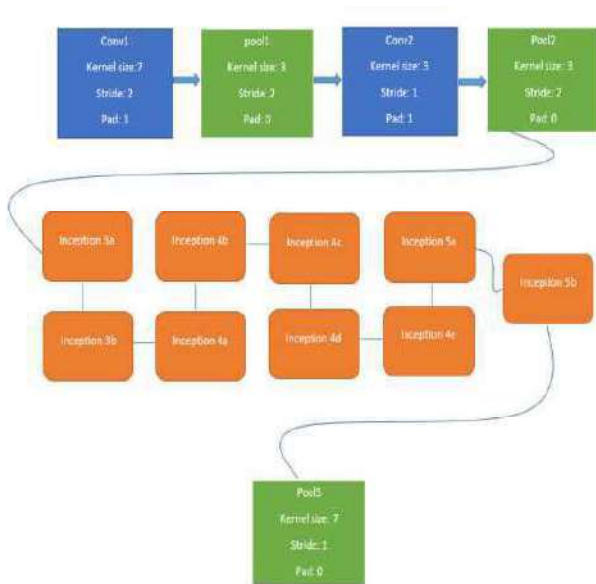 Conv1
Kernel size:7
Stride: 2
Pad: 3
pool1
Kernel size: 3
Stride: 2
Pad: 0
Conv2
Kernel size: 3
Stride: 1
Pad: 1
Pool2
Kernel size: 3
Stride: 2
Pad: 0
Inception 3a
Inception 4b
Inception 4c
Inception 5a
Inception 5b
Inception 3b
Inception 4a
Inception 4d
Inception 4e
Pool5
Kernel size: 7
Stride: 1
Pad: 0